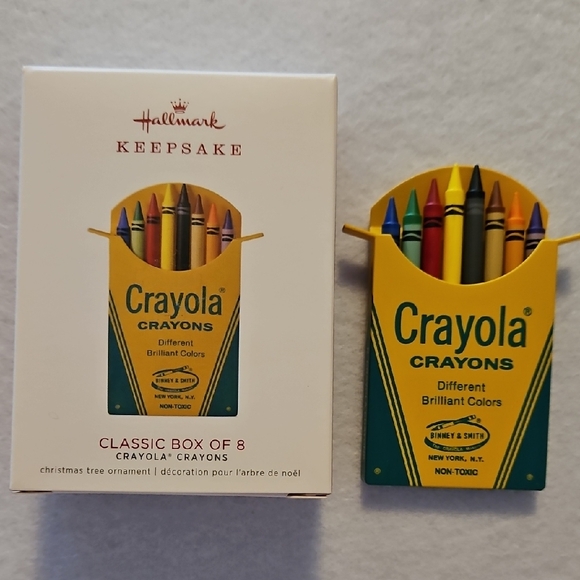 Hallmark
KEEPSAKE
Crayola®
CRAYONS
Different
Brilliant Colors
BINNEY & SMITH
NEW YORK, N.Y.
NON-TOXIC
CLASSIC BOX OF 8
CRAYOLA® CRAYONS
christmas tree ornament | décoration pour l'arbre de noël
Crayola®
CRAYONS
Different
Brilliant Colors
BINNEY & SMITH
NEW YORK, N.Y.
NON-TOXIC